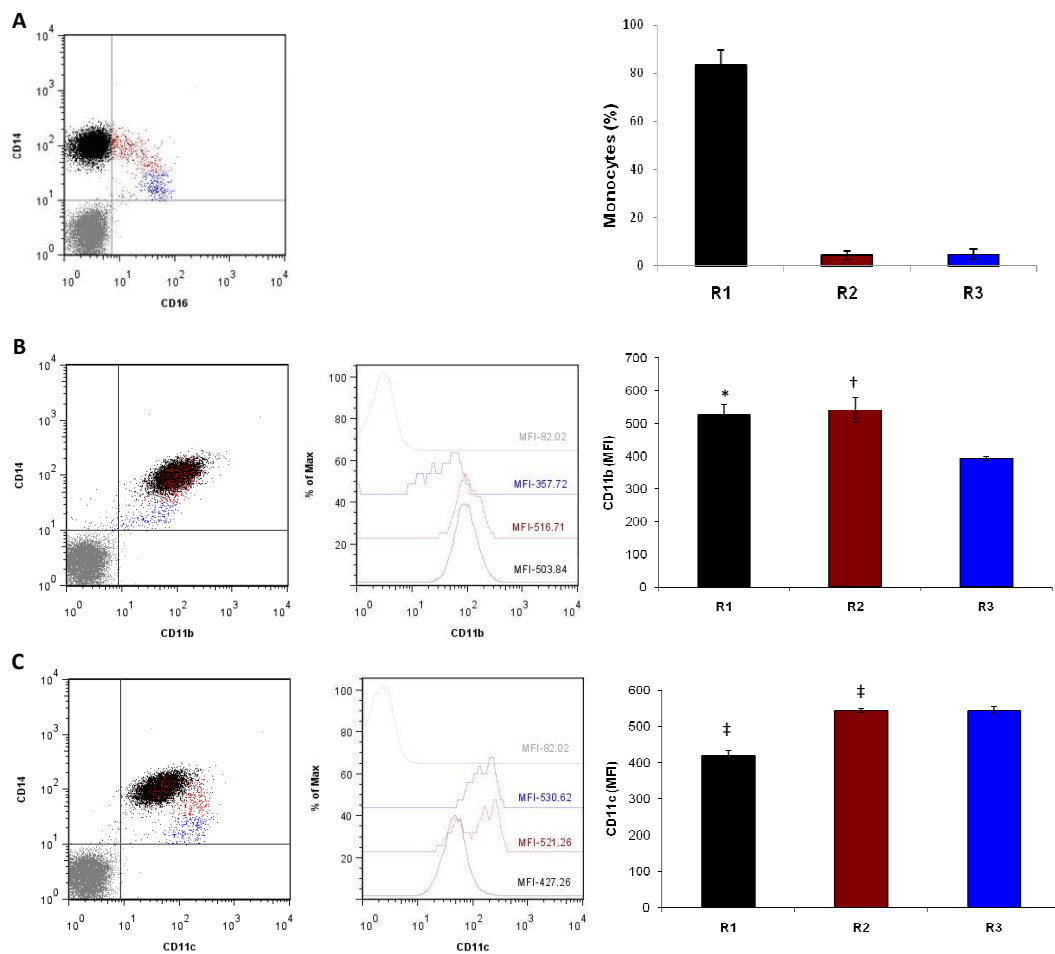 A
10^4
10^3
10^2
10^1
10^0
CD14
10^0 10^1 10^2 10^3 10^4
CD16
100
80
60
40
20
0
Monocytes (%)
R1 R2 R3
B
10^4
10^3
10^2
10^1
10^0
CD14
10^0 10^1 10^2 10^3 10^4
CD11b
100
80
60
40
20
% of Max
MFI-82.02
MFI-357.72
MFI-516.71
MFI-503.84
10^0 10^1 10^2 10^3 10^4
CD11b
700
600
500
400
300
200
100
0
CD11b (MFI)
* †
R1 R2 R3
C
10^4
10^3
10^2
10^1
10^0
CD14
10^0 10^1 10^2 10^3 10^4
CD11c
100
80
60
40
20
% of Max
MFI-82.02
MFI-530.62
MFI-521.26
MFI-427.26
10^0 10^1 10^2 10^3 10^4
CD11c
600
500
400
300
200
100
0
CD11c (MFI)
‡ ‡
R1 R2 R3